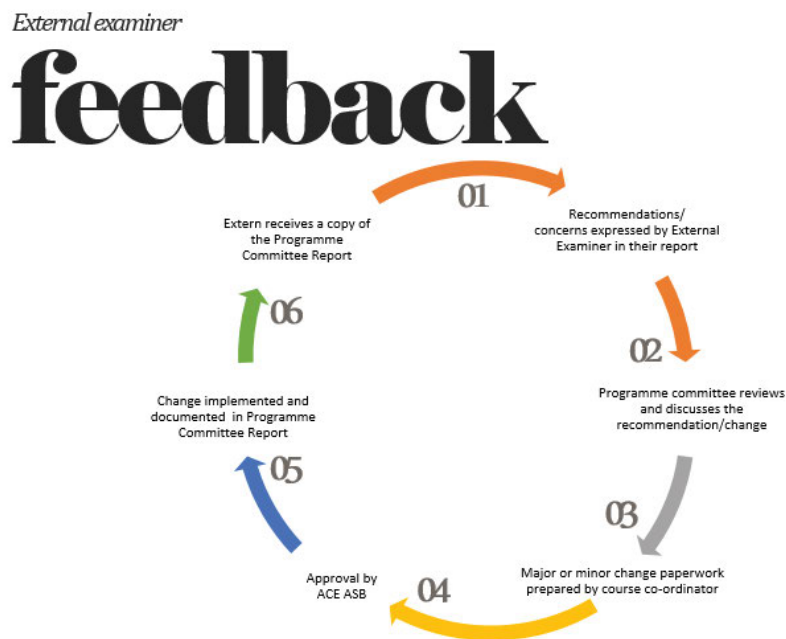 External examiner
feedback
01
Recommendations/
concerns expressed by External
Examiner in their report
02
Programme committee reviews
and discusses the
recommendation/change
03
Major or minor change paperwork
prepared by course co-ordinator
04
Approval by
ACE ASB
05
Change implemented and
documented in Programme
Committee Report
06
Extern receives a copy of
the Programme
Committee Report